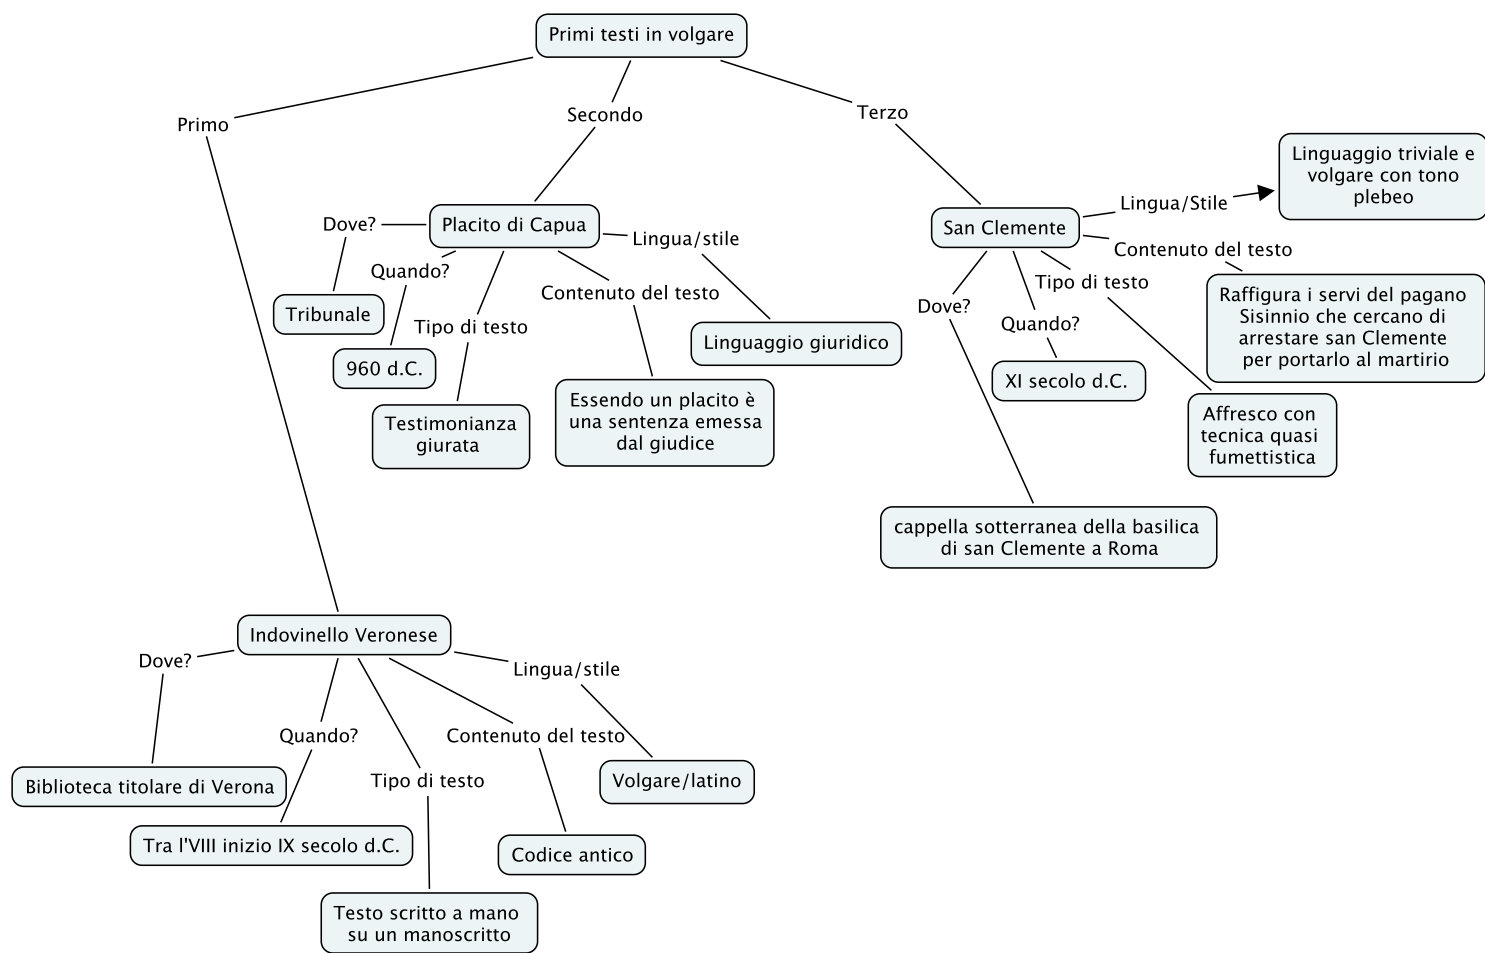 Primi testi in volgare
Primo
Secondo
Terzo
Placito di Capua
Dove?
Tribunale
Quando?
960 d.C.
Tipo di testo
Testimonianza
giurata
Contenuto del testo
Essendo un placito è
una sentenza emessa
dal giudice
Lingua/stile
Linguaggio giuridico
San Clemente
Lingua/Stile
Linguaggio triviale e
volgare con tono
plebeo
Contenuto del testo
Raffigura i servi del pagano
Sisinnio che cercano di
arrestare san Clemente
per portarlo al martirio
Tipo di testo
Affresco con
tecnica quasi
fumettistica
Quando?
XI secolo d.C.
Dove?
cappella sotterranea della basilica
di san Clemente a Roma
Indovinello Veronese
Dove?
Biblioteca titolare di Verona
Quando?
Tra l'VIII inizio IX secolo d.C.
Tipo di testo
Testo scritto a mano
su un manoscritto
Contenuto del testo
Codice antico
Lingua/stile
Volgare/latino